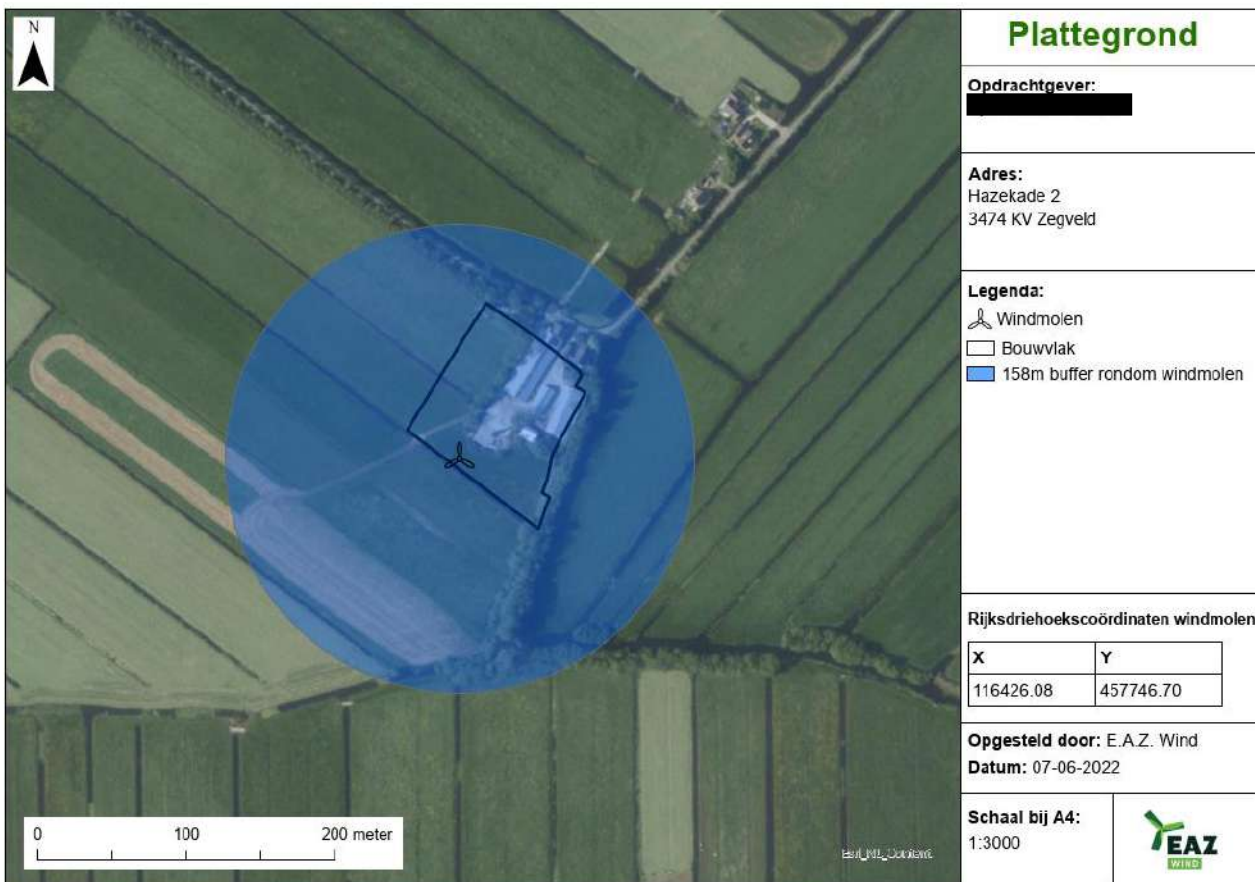 N
Plattegrond
Opdrachtgever:
Adres:
Hazekade 2
3474 KV Zegveld
Legenda:
Windmolen
Bouwvlak
158m buffer rondom windmolen
Rijksdriehoekscoördinaten windmolen
X Y
116426.08 457746.70
Opgesteld door: E.A.Z. Wind
Datum: 07-06-2022
Schaal bij A4:
1:3000
EAZ
WIND
0 100 200 meter
Esri_NL_Content